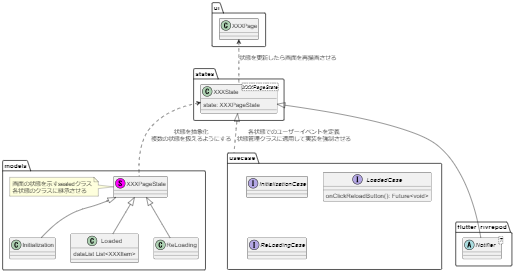 ui
XXXPage
状態を更新したら画面を再描画させる
states
XXXState
XXXPageState
state: XXXPageState
状態を抽象化
複数の状態を扱えるようにする
各状態でのユーザーイベントを定義
状態管理クラスに適用して実装を強制させる
models
画面の状態を示すsealedクラス
各状態のクラスに継承させる
S XXXPageState
C Initialization
C Loaded
dataList List<XXXItem>
C ReLoading
usecase
I InitializationCase
I LoadedCase
onClickReloadButton(): Future<void>
I ReLoadingCase
flutter_riverpod
A Notifier
T